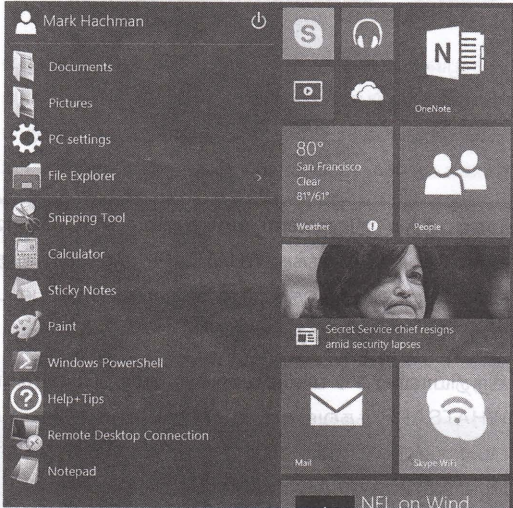 Mark Hachman
Documents
Pictures
PC settings
File Explorer
Snipping Tool
Calculator
Sticky Notes
Paint
Windows PowerShell
Help+Tips
Remote Desktop Connection
Notepad
S
N
OneNote
80°
San Francisco
Clear
81°/61°
Weather
People
Secret Service chief resigns
amid security lapses
Mail
Skype WiFi
NFL on Wind